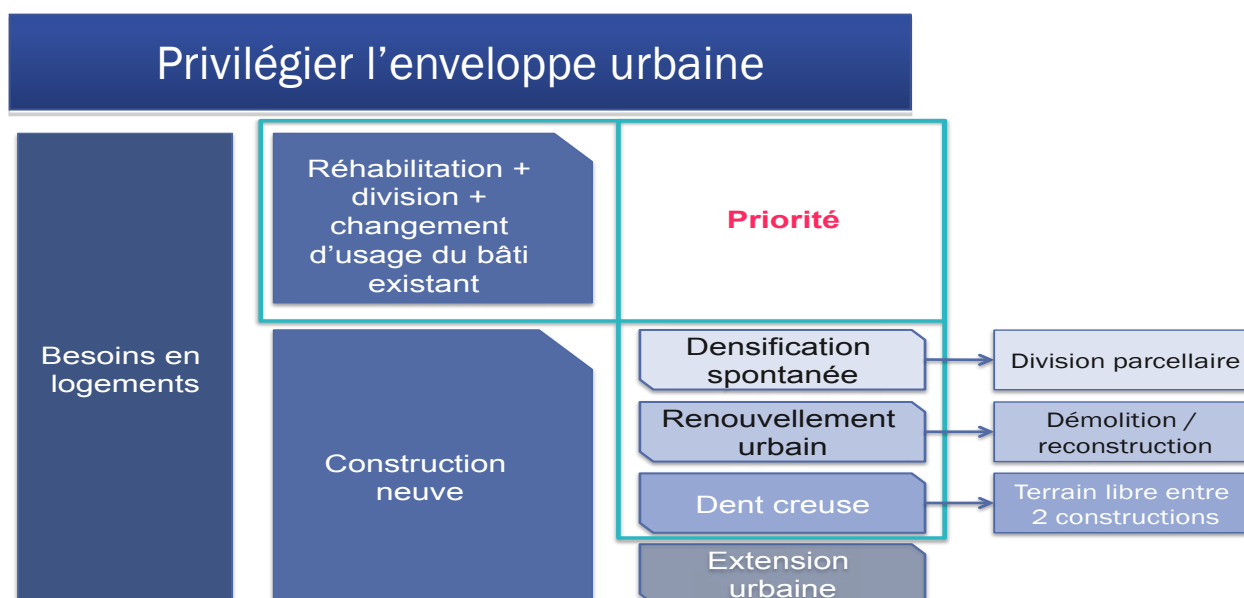 Privilégier l’enveloppe urbaine
Réhabilitation +
division +
changement
d’usage du bâti
existant
Priorité
Besoins en
logements
Construction
neuve
Densification
spontanée
Division parcellaire
Renouvellement
urbain
Démolition /
reconstruction
Dent creuse
Terrain libre entre
2 constructions
Extension
urbaine